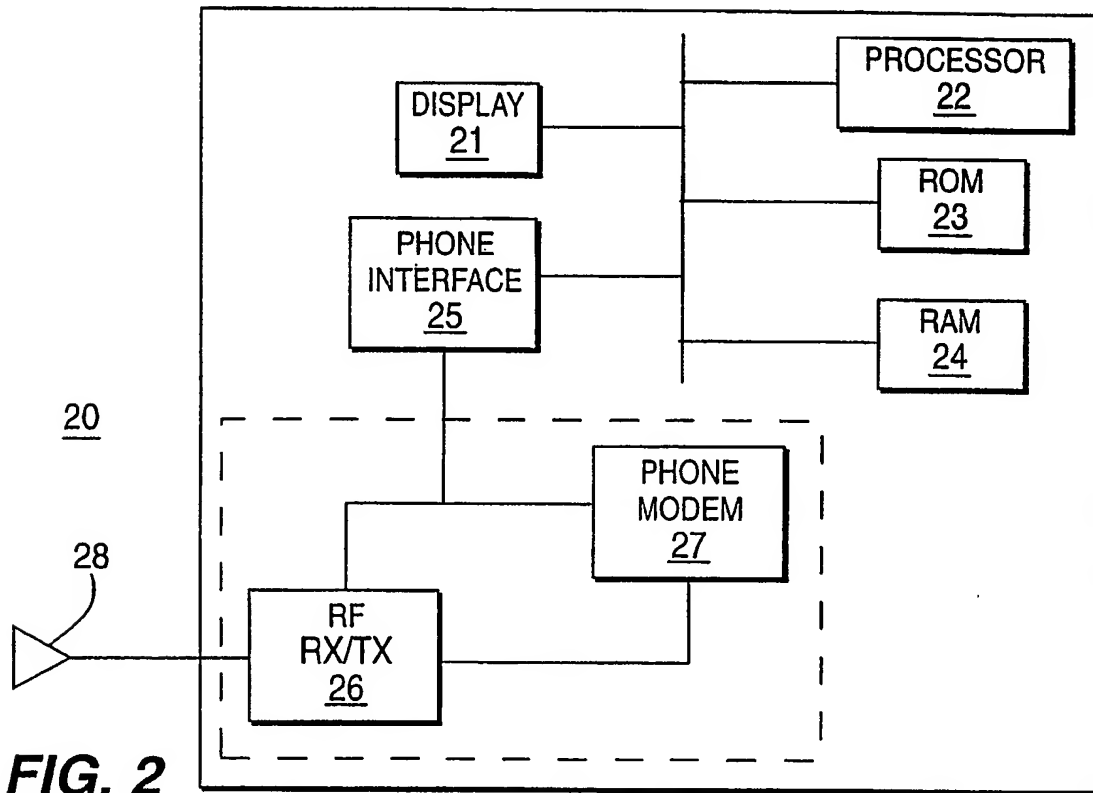 PROCESSOR
22
DISPLAY
21
ROM
23
PHONE
INTERFACE
25
RAM
24
20
PHONE
MODEM
27
28
RF
RX/TX
26
FIG. 2